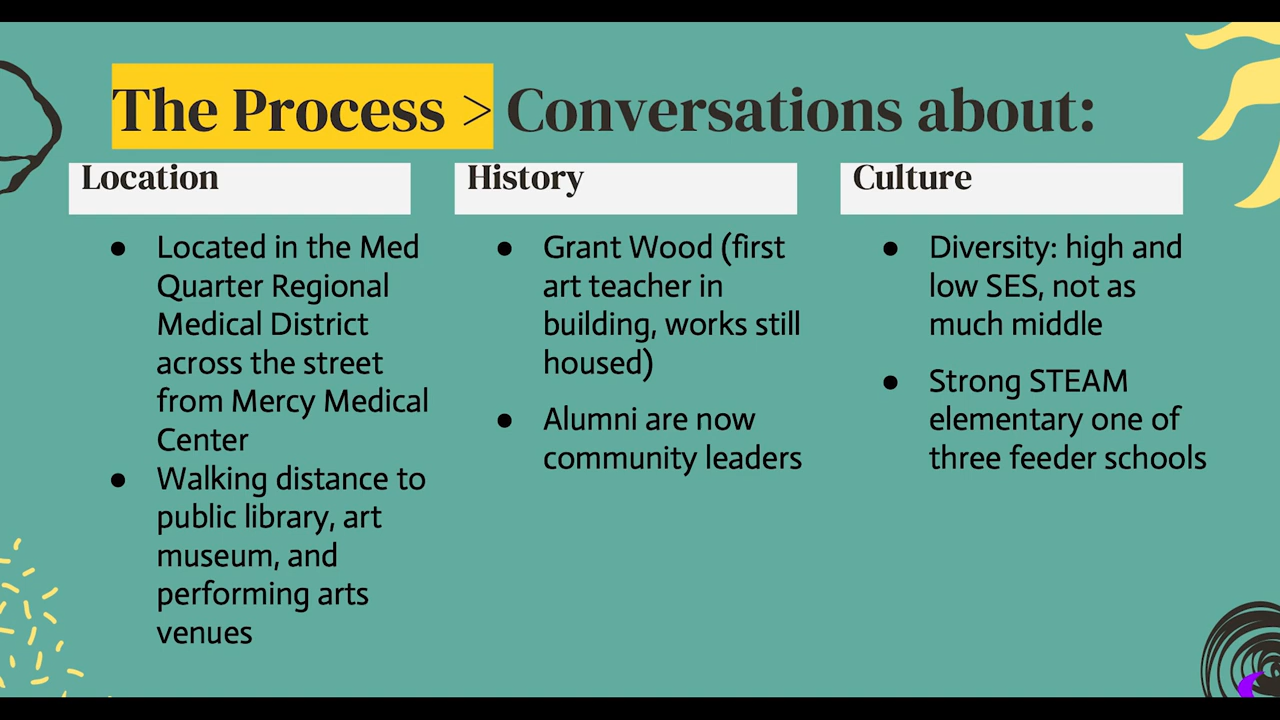 The Process > Conversations about:
Location
● Located in the Med
Quarter Regional
Medical District
across the street
from Mercy Medical
Center
● Walking distance to
public library, art
museum, and
performing arts
venues
History
● Grant Wood (first
art teacher in
building, works still
housed)
● Alumni are now
community leaders
Culture
● Diversity: high and
low SES, not as
much middle
● Strong STEAM
elementary one of
three feeder schools